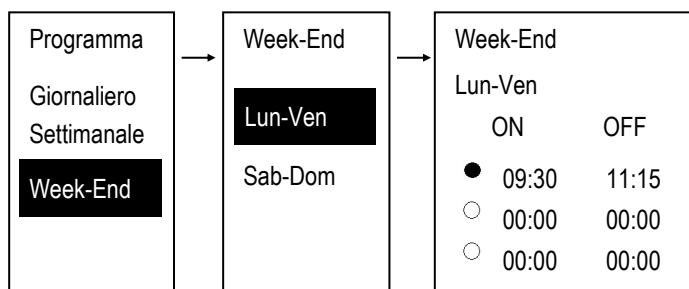 Programma
Giornaliero
Settimanale
Week-End
Week-End
Lun-Ven
Sab-Dom
Week-End
Lun-Ven
ON OFF
09:30 11:15
00:00 00:00
00:00 00:00